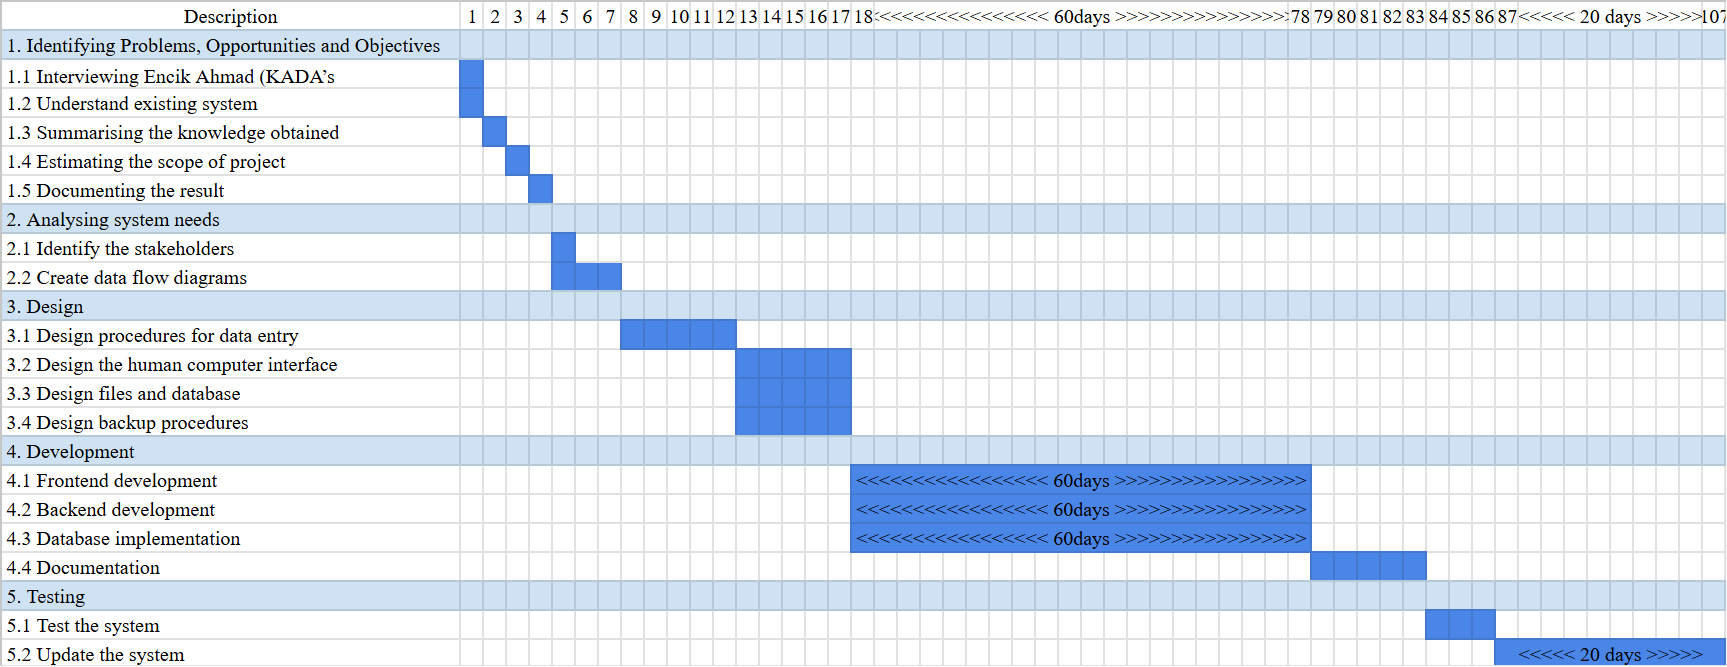 Description 1 2 3 4 5 6 7 8 9 10 11 12 13 14 15 16 17 18 <<<<<<<<<<<<<<<<< 60days >>>>>>>>>>>>>>>>> 78 79 80 81 82 83 84 85 86 87 <<<<< 20 days >>>>> 107
1. Identifying Problems, Opportunities and Objectives
1.1 Interviewing Encik Ahmad (KADA’s
1.2 Understand existing system
1.3 Summarising the knowledge obtained
1.4 Estimating the scope of project
1.5 Documenting the result
2. Analysing system needs
2.1 Identify the stakeholders
2.2 Create data flow diagrams
3. Design
3.1 Design procedures for data entry
3.2 Design the human computer interface
3.3 Design files and database
3.4 Design backup procedures
4. Development
4.1 Frontend development <<<<<<<<<<<<<<<<< 60days >>>>>>>>>>>>>>>>>
4.2 Backend development <<<<<<<<<<<<<<<<< 60days >>>>>>>>>>>>>>>>>
4.3 Database implementation <<<<<<<<<<<<<<<<< 60days >>>>>>>>>>>>>>>>>
4.4 Documentation
5. Testing
5.1 Test the system
5.2 Update the system <<<<< 20 days >>>>>